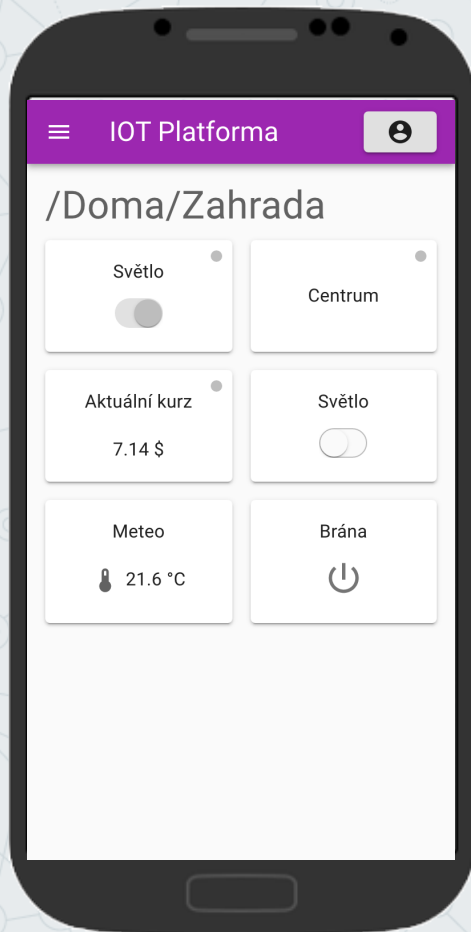 IOT Platforma
/Doma/Zahrada
Světlo
Centrum
Aktuální kurz
7.14 $
Světlo
Meteo
21.6 °C
Brána